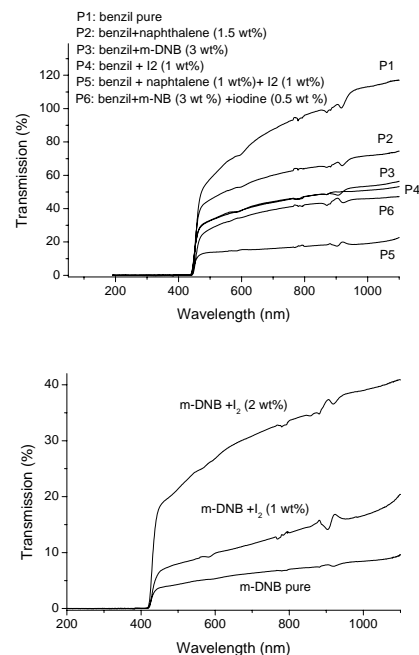 P1: benzil pure
P2: benzil+naphthalene (1.5 wt%)
P3: benzil+m-DNB (3 wt%)
P4: benzil + I2 (1 wt%)
P5: benzil + naphtalene (1 wt%)+ I2 (1 wt%)
P6: benzil+m-NB (3 wt %) +iodine (0.5 wt %)
Transmission (%)
120
100
80
60
40
20
0
P1
P2
P3
P4
P6
P5
200 400 600 800 1000
Wavelength (nm)
Transmission (%)
40
30
20
10
0
m-DNB +I₂ (2 wt%)
m-DNB +I₂ (1 wt%)
m-DNB pure
200 400 600 800 1000
Wavelength (nm)